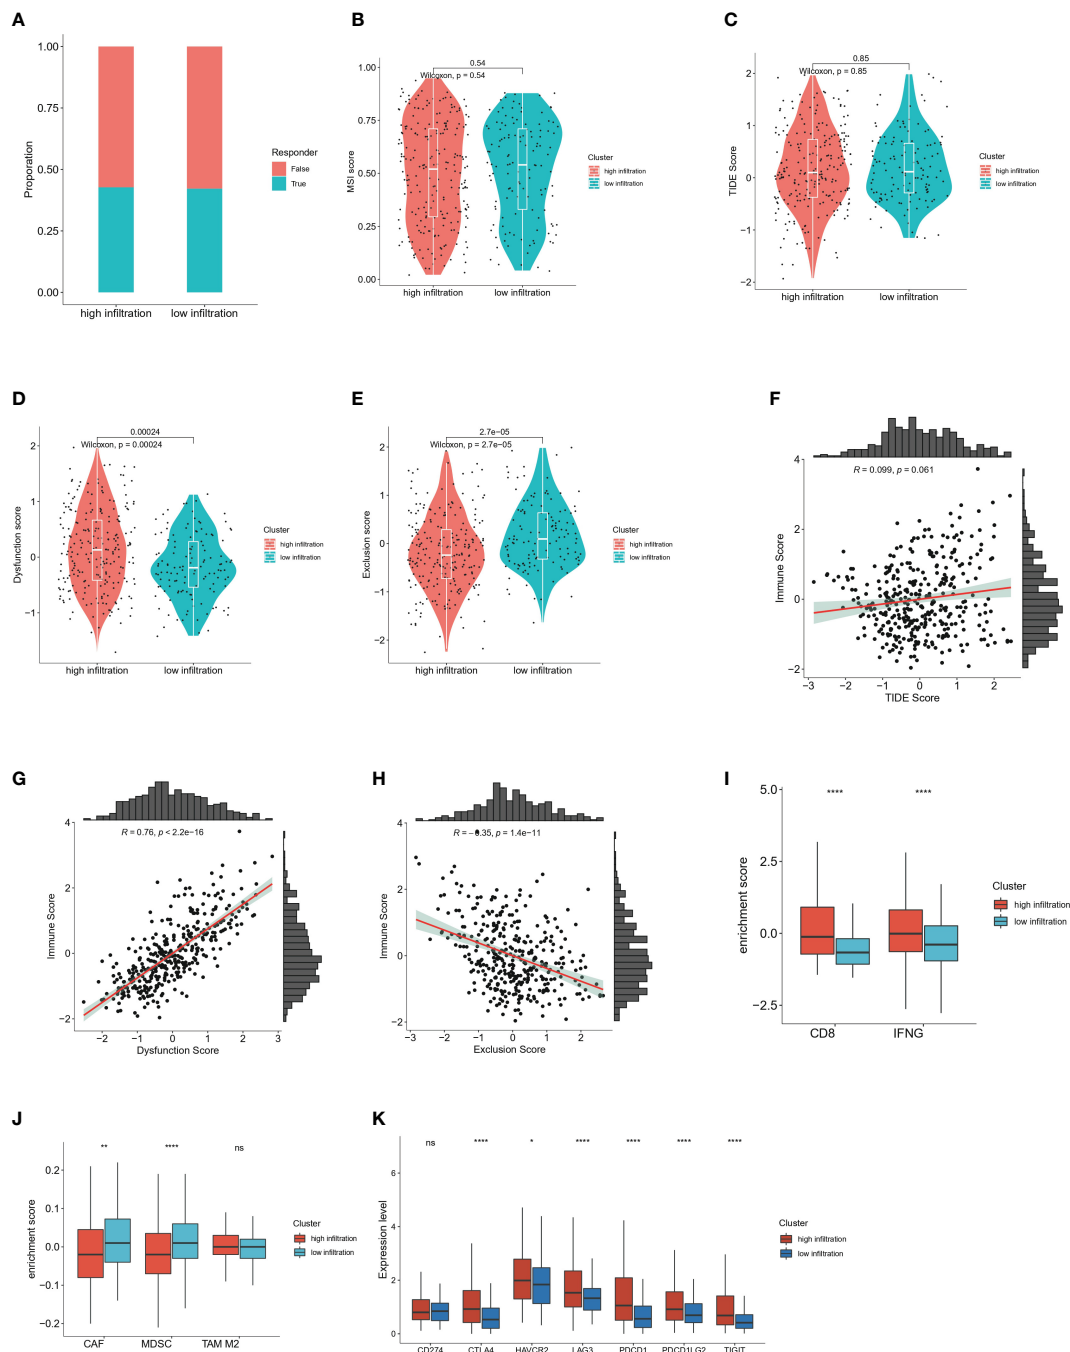 A
1.00
0.75
0.50
0.25
0.00
Proporation
high infiltration
low infiltration
Responder
False
True
B
1.00
0.75
0.50
0.25
0.00
MSI score
0.54
Wilcoxon, p = 0.54
high infiltration
low infiltration
Cluster
high infiltration
low infiltration
C
2
1
0
−1
−2
TIDE Score
0.85
Wilcoxon, p = 0.85
high infiltration
low infiltration
Cluster
high infiltration
low infiltration
D
2
1
0
−1
Dysfunction score
0.00024
Wilcoxon, p = 0.00024
high infiltration
low infiltration
Cluster
high infiltration
low infiltration
E
2
1
0
−1
−2
Exclusion score
2.7e−05
Wilcoxon, p = 2.7e−05
high infiltration
low infiltration
Cluster
high infiltration
low infiltration
F
R = 0.099, p = 0.061
4
2
0
−2
Immune Score
−3 −2 −1 0 1 2
TIDE Score
G
R = 0.76, p < 2.2e−16
4
2
0
−2
Immune Score
−2 −1 0 1 2 3
Dysfunction Score
H
R = −0.35, p = 1.4e−11
4
2
0
−2
Immune Score
−3 −2 −1 0 1 2
Exclusion Score
I
5.0
2.5
0.0
−2.5
enrichment score
**** ****
CD8 IFNG
Cluster
high infiltration
low infiltration
J
0.2
0.1
0.0
−0.1
−0.2
enrichment score
** **** ns
CAF MDSC TAM M2
Cluster
high infiltration
low infiltration
K
6
4
2
0
Expression level
ns **** * **** **** **** ****
CD274 CTLA4 HAVCR2 LAG3 PDCD1 PDCD1LG2 TIGIT
Cluster
high infiltration
low infiltration